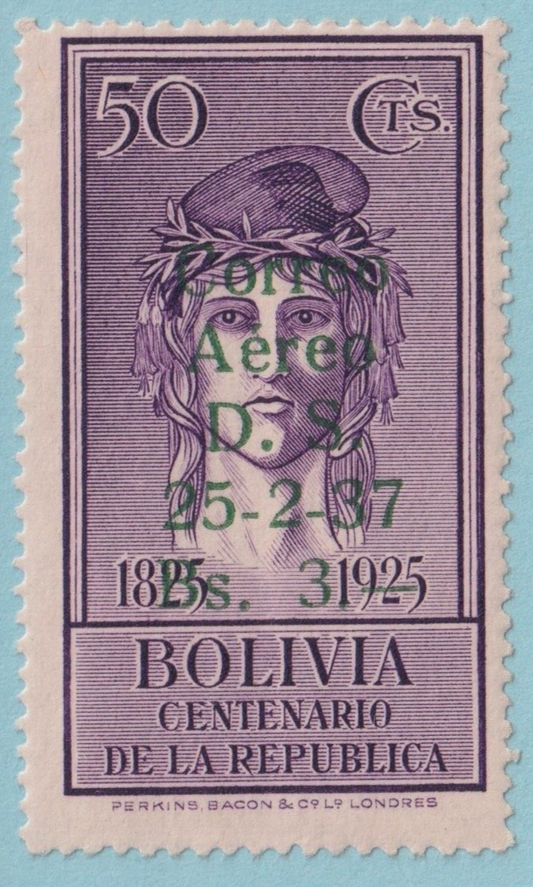 50 CTS.
Correo
Aéreo
D. S.
25-2-37
Bs. 3.—
1825 1925
BOLIVIA
CENTENARIO
DE LA REPUBLICA
PERKINS, BACON & Cº Lº LONDRES